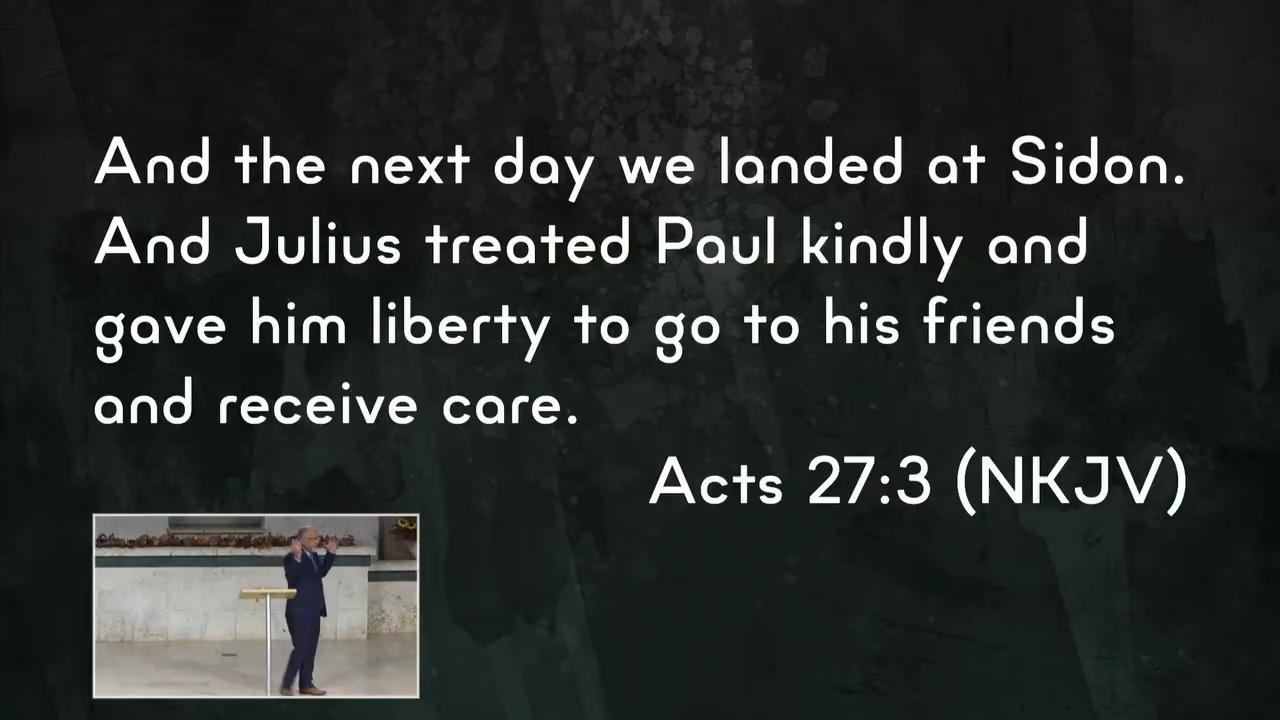 And the next day we landed at Sidon.
And Julius treated Paul kindly and
gave him liberty to go to his friends
and receive care.
Acts 27:3 (NKJV)